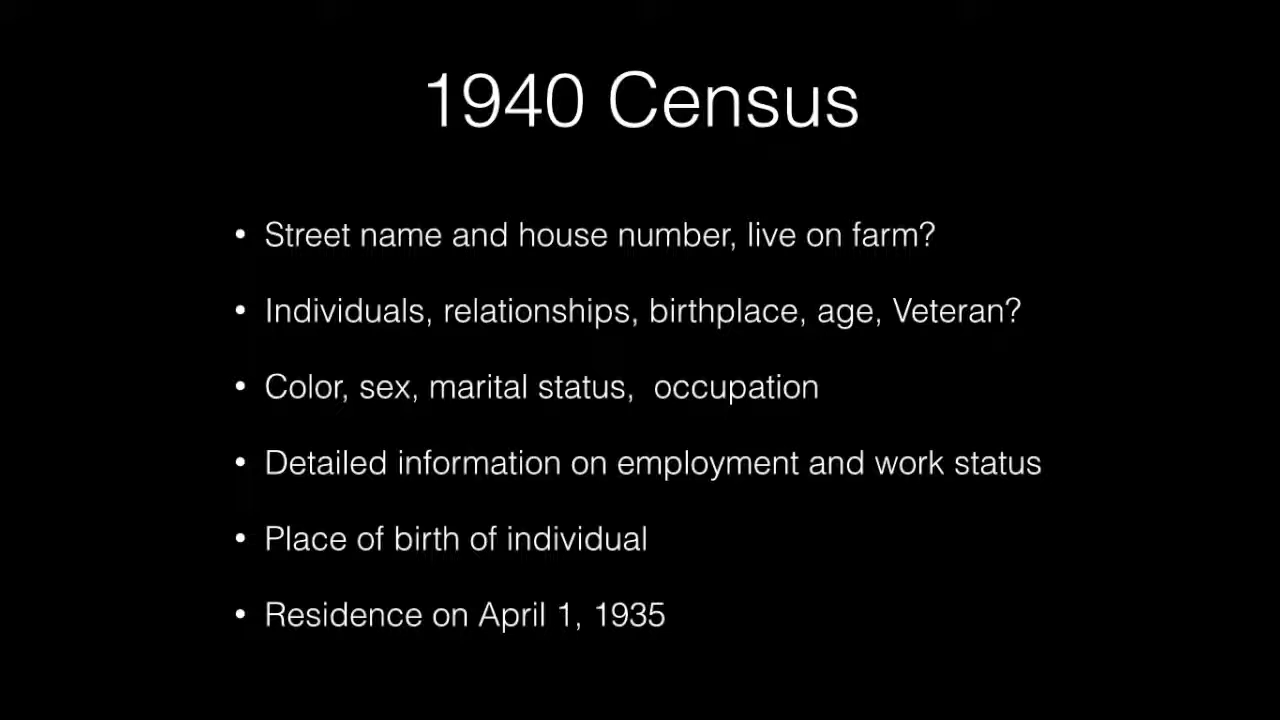 1940 Census
• Street name and house number, live on farm?
• Individuals, relationships, birthplace, age, Veteran?
• Color, sex, marital status,  occupation
• Detailed information on employment and work status
• Place of birth of individual
• Residence on April 1, 1935